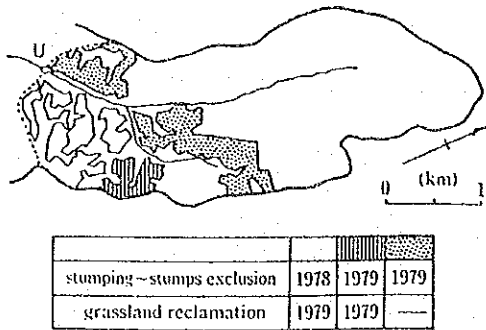 U
(km)
0 1
stumping~stumps exclusion 1978 1979 1979
grassland reclamation 1979 1979 —